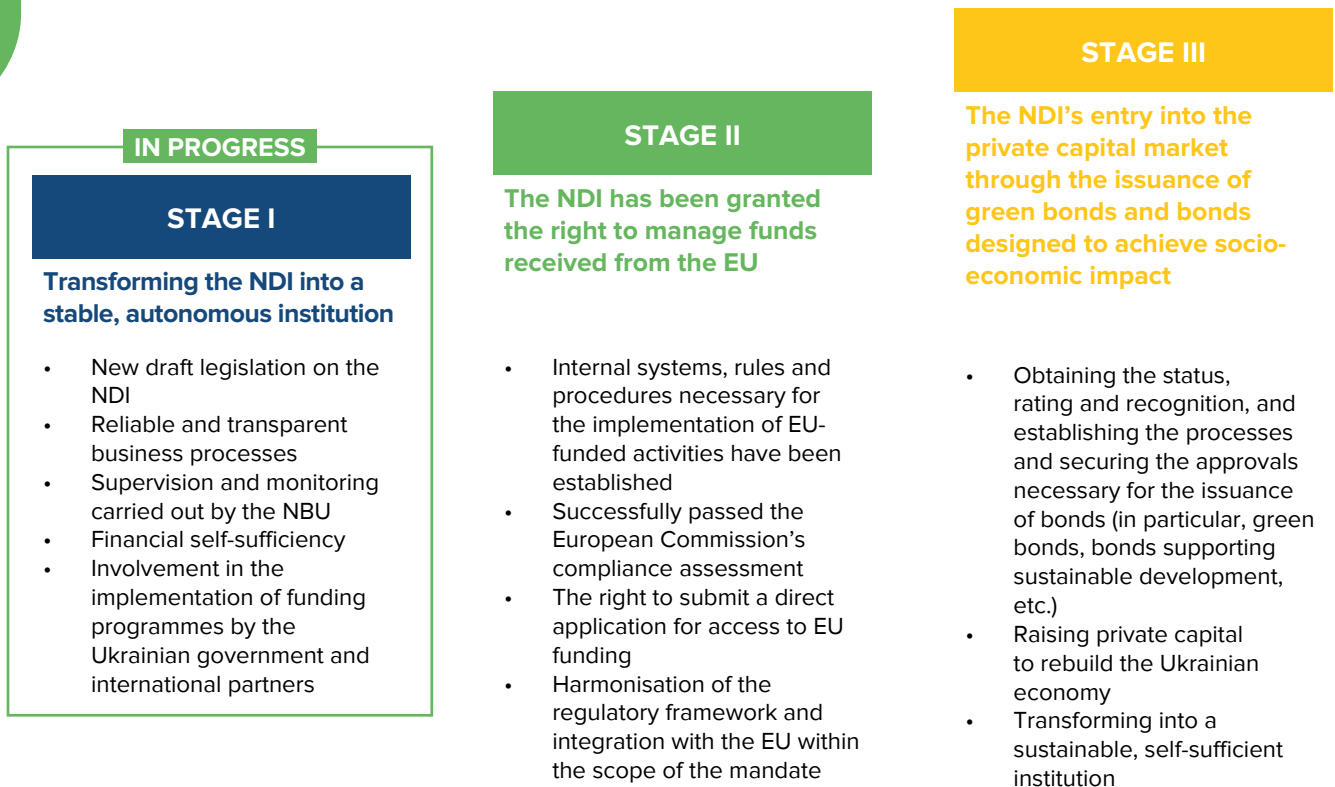 IN PROGRESS
STAGE I
Transforming the NDI into a
stable, autonomous institution
• New draft legislation on the
NDI
• Reliable and transparent
business processes
• Supervision and monitoring
carried out by the NBU
• Financial self-sufficiency
• Involvement in the
implementation of funding
programmes by the
Ukrainian government and
international partners
STAGE II
The NDI has been granted
the right to manage funds
received from the EU
• Internal systems, rules and
procedures necessary for
the implementation of EU-
funded activities have been
established
• Successfully passed the
European Commission’s
compliance assessment
• The right to submit a direct
application for access to EU
funding
• Harmonisation of the
regulatory framework and
integration with the EU within
the scope of the mandate
STAGE III
The NDI’s entry into the
private capital market
through the issuance of
green bonds and bonds
designed to achieve socio-
economic impact
• Obtaining the status,
rating and recognition, and
establishing the processes
and securing the approvals
necessary for the issuance
of bonds (in particular, green
bonds, bonds supporting
sustainable development,
etc.)
• Raising private capital
to rebuild the Ukrainian
economy
• Transforming into a
sustainable, self-sufficient
institution